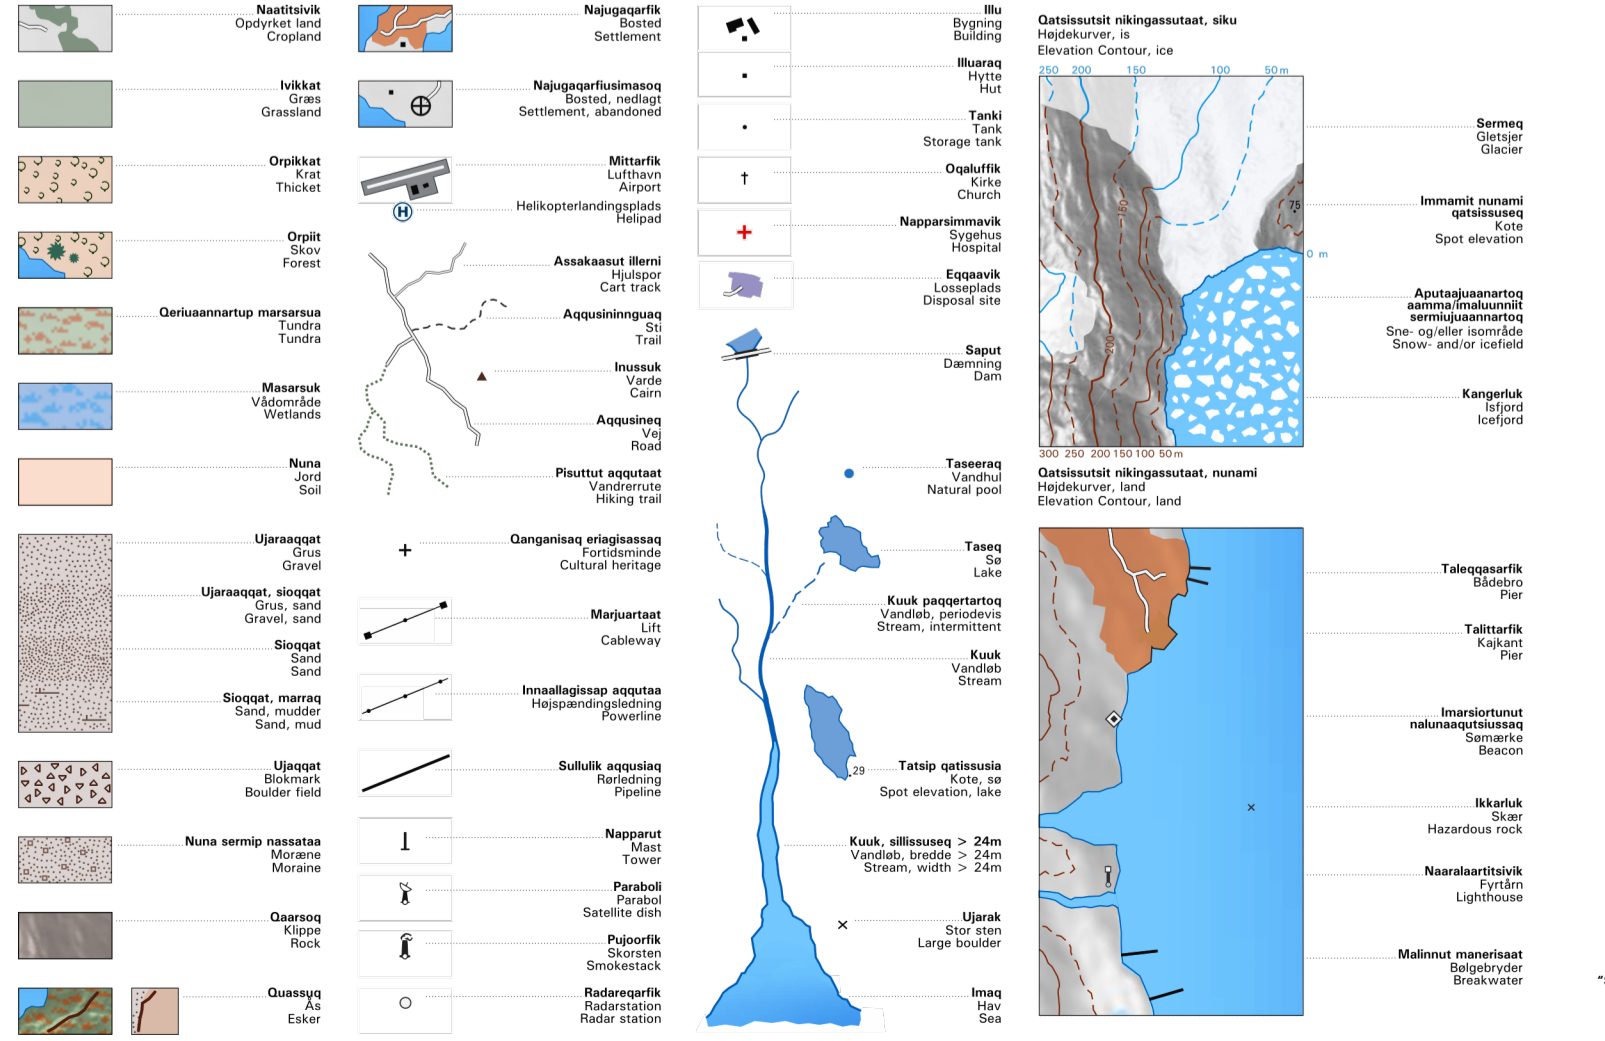 Naatitsivik
Opdyrket land
Cropland
Ivikkat
Græs
Grassland
Orpikkat
Krat
Thicket
Orpiit
Skov
Forest
Qeriuaannartup marsarsua
Tundra
Tundra
Masarsuk
Vådområde
Wetlands
Nuna
Jord
Soil
Ujaraaqqat
Grus
Gravel
Ujaraaqqat, sioqqat
Grus, sand
Gravel, sand
Sioqqat
Sand
Sand
Sioqqat, marraq
Sand, mudder
Sand, mud
Ujaqqat
Blokmark
Boulder field
Nuna sermip nassataa
Moræne
Moraine
Qaarsoq
Klippe
Rock
Quassuq
Ås
Esker
Najugaqarfik
Bosted
Settlement
Najugaqarfiusimasoq
Bosted, nedlagt
Settlement, abandoned
Mittarfik
Lufthavn
Airport
H
Helikopterlandingsplads
Helipad
Assakaasut illerni
Hjulspor
Cart track
Aqqusininnguaq
Sti
Trail
Inussuk
Varde
Cairn
Aqqusineq
Vej
Road
Pisuttut aqqutaat
Vandrerrute
Hiking trail
Qanganisaq eriagisassaq
Fortidsminde
Cultural heritage
Marjuartaat
Lift
Cableway
Innaallagissap aqqutaa
Højspændingsledning
Powerline
Sullulik aqqusiaq
Rørledning
Pipeline
Napparut
Mast
Tower
Paraboli
Parabol
Satellite dish
Pujoorfik
Skorsten
Smokestack
Radareqarfik
Radarstation
Radar station
Illu
Bygning
Building
Illuaraq
Hytte
Hut
Tanki
Tank
Storage tank
Oqaluffik
Kirke
Church
Napparsimmavik
Sygehus
Hospital
Eqqaavik
Losseplads
Disposal site
Saput
Dæmning
Dam
Taseeraq
Vandhul
Natural pool
Taseq
Sø
Lake
Kuuk paqqertartoq
Vandløb, periodevis
Stream, intermittent
Kuuk
Vandløb
Stream
Tatsip qatissusia
.29
Kote, sø
Spot elevation, lake
Kuuk, sillissuseq > 24m
Vandløb, bredde > 24m
Stream, width > 24m
Ujarak
Stor sten
Large boulder
Imaq
Hav
Sea
Qatsissutsit nikingassutaat, siku
Højdekurver, is
Elevation Contour, ice
250 200 150 100 50m
150
75
0 m
200
300 250 200 150 100 50m
Qatsissutsit nikingassutaat, nunami
Højdekurver, land
Elevation Contour, land
Sermeq
Gletsjer
Glacier
Immamit nunami
qatsissuseq
Kote
Spot elevation
Aputaajuaanartoq
aamma/imaluunniit
sermiujuaannartoq
Sne- og/eller isområde
Snow- and/or icefield
Kangerluk
Isfjord
Icefjord
Taleqqasarfik
Bådebro
Pier
Talittarfik
Kajkant
Pier
Imarsiortunut
nalunaaqutsiussaq
Sømærke
Beacon
Ikkarluk
Skær
Hazardous rock
Naaralaartitsivik
Fyrtårn
Lighthouse
Malinnut manerisaat
Bølgebryder
Breakwater